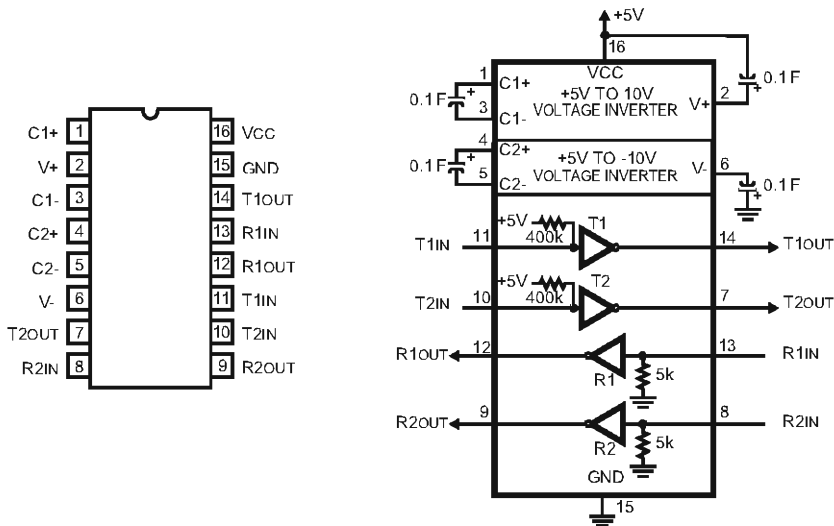 C1+ 1 16 VCC
V+ 2 15 GND
C1- 3 14 T1OUT
C2+ 4 13 R1IN
C2- 5 12 R1OUT
V- 6 11 T1IN
T2OUT 7 10 T2IN
R2IN 8 9 R2OUT
+5V
16
1 C1+ VCC
0.1F + +5V TO 10V V+ 2 + 0.1F
3 C1- VOLTAGE INVERTER
4 C2+
0.1F + +5V TO -10V V- 6
5 C2- VOLTAGE INVERTER + 0.1F
+5V T1
T1IN 11 400k 14 T1OUT
+5V T2
T2IN 10 400k 7 T2OUT
R1OUT 12 13 R1IN
R1 5k
R2OUT 9 8 R2IN
R2 5k
GND
15